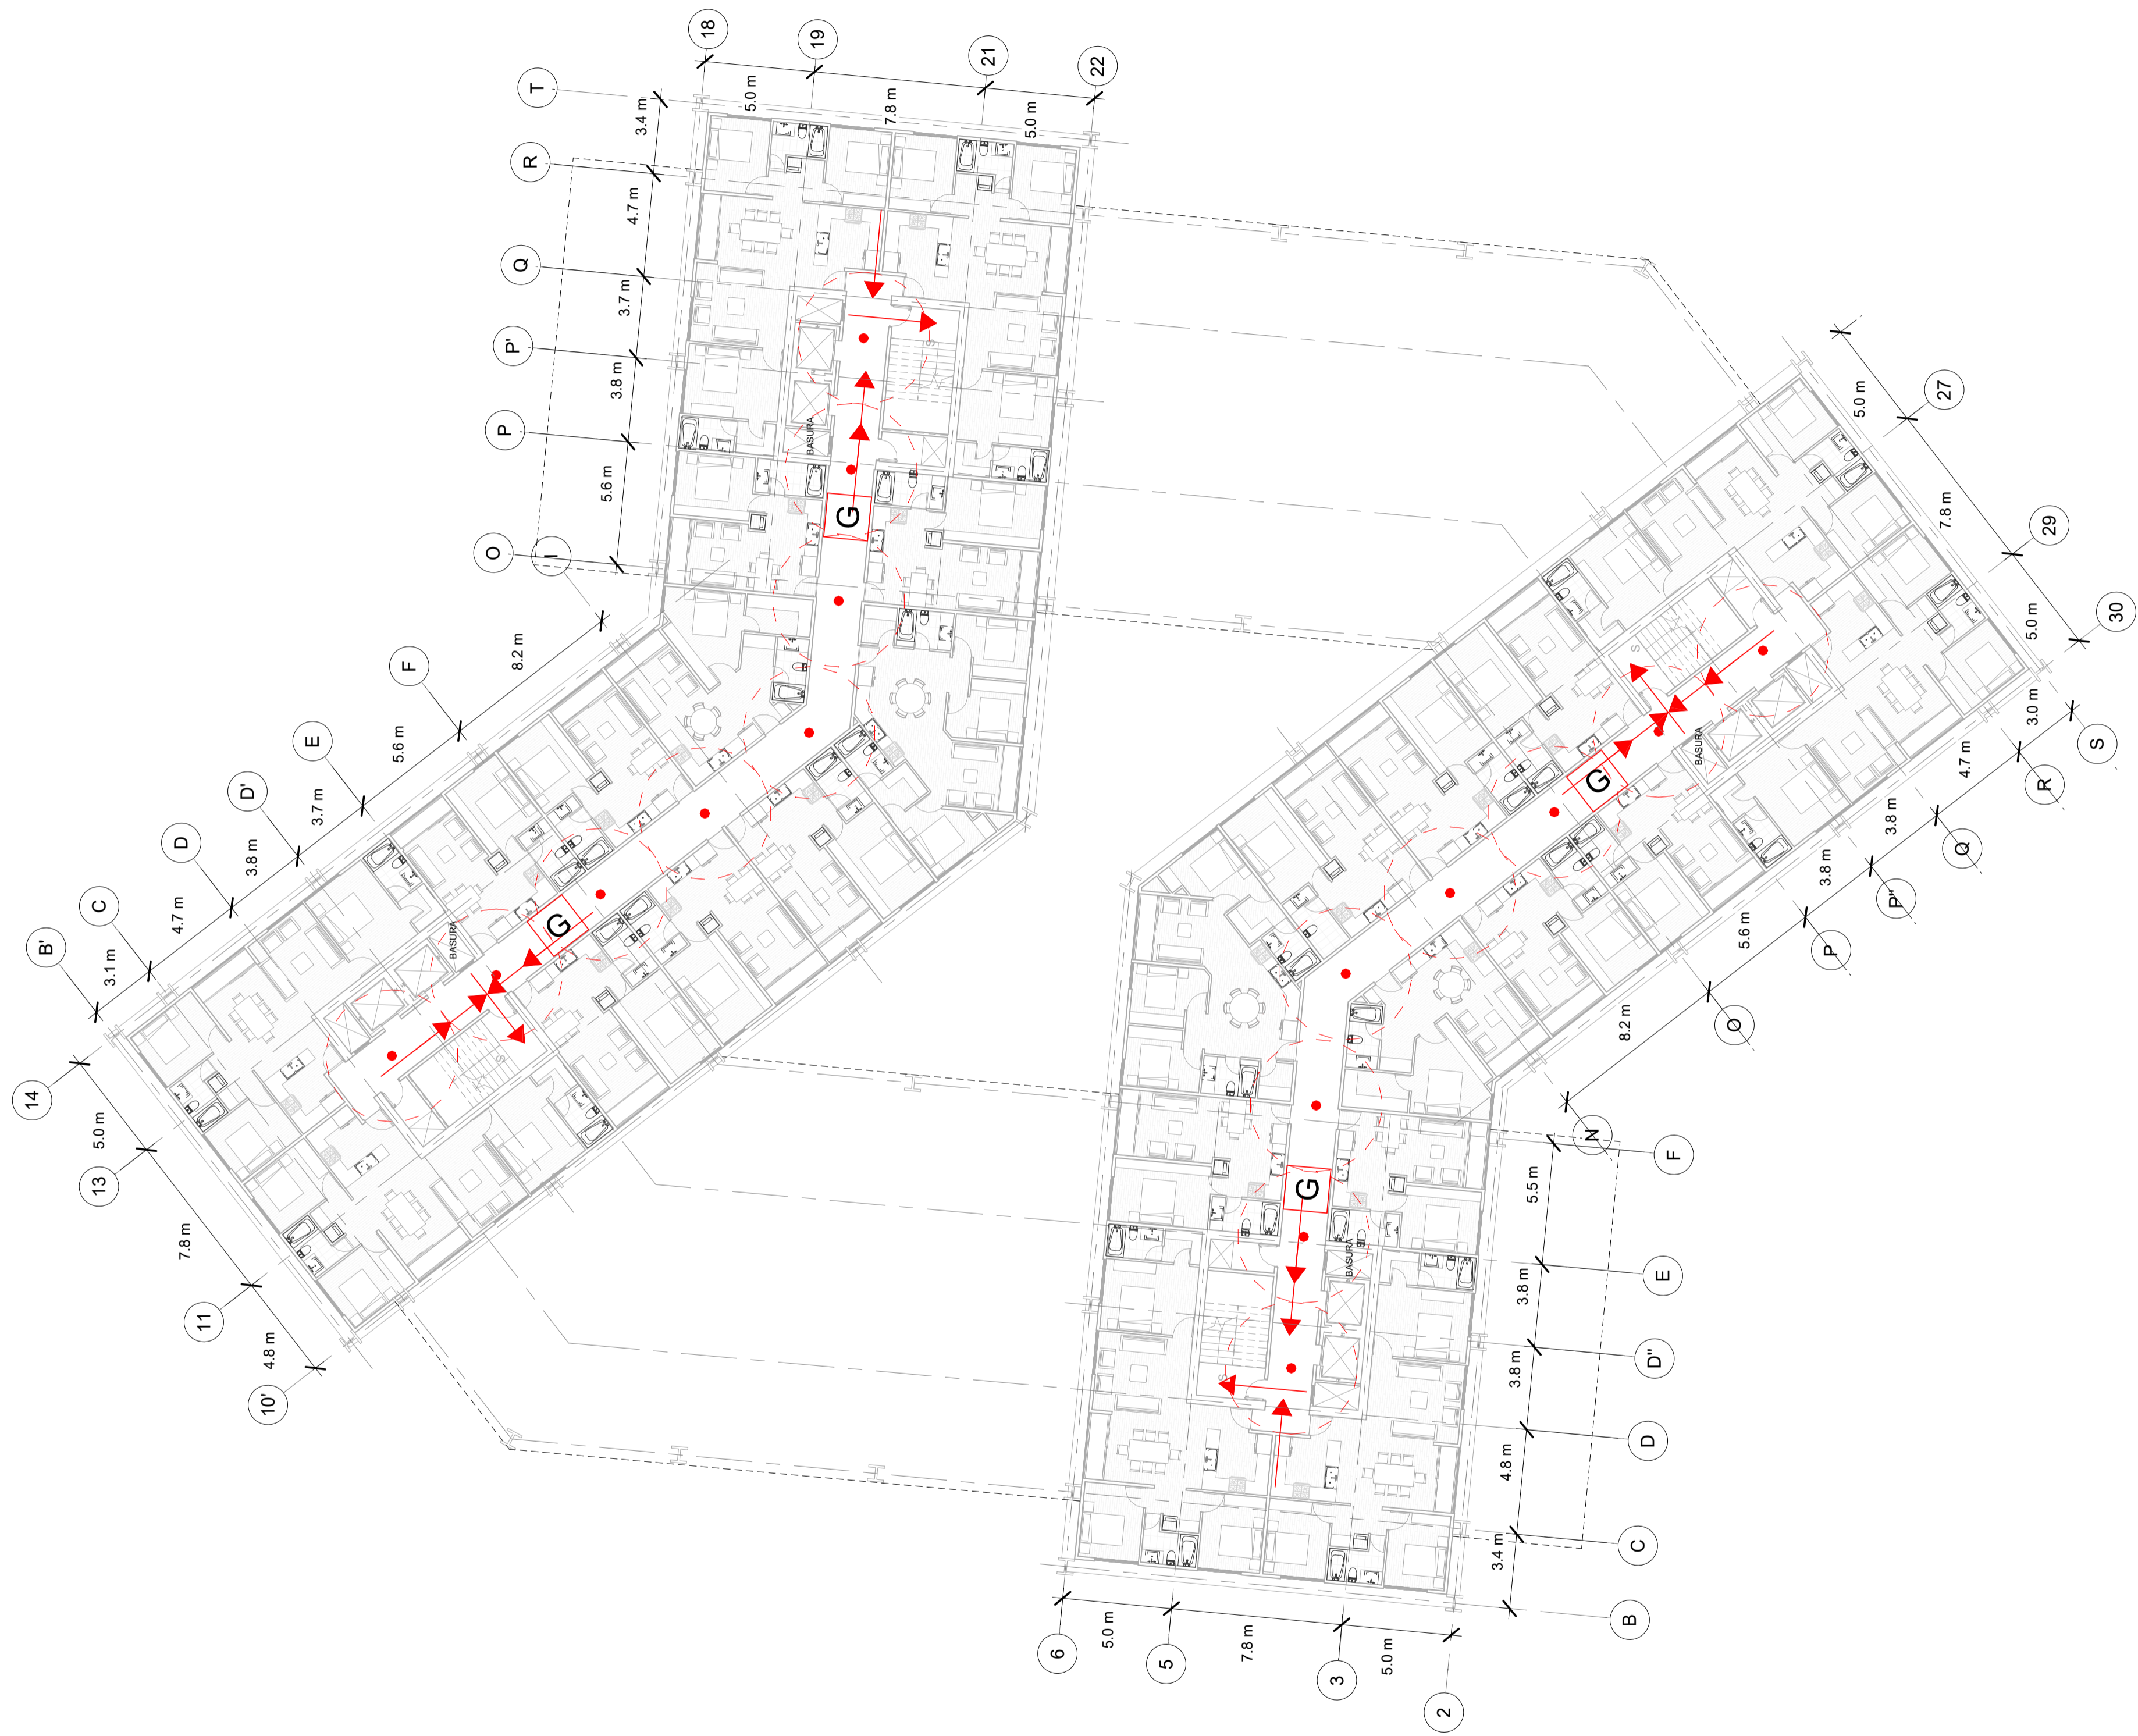 18
19
21
22
T
5.0 m
7.8 m
5.0 m
3.4 m
R
4.7 m
Q
3.7 m
P'
3.8 m
P
5.6 m
O
I
S
BASURA
G
8.2 m
F
5.6 m
E
3.7 m
D'
3.8 m
D
4.7 m
C
3.1 m
B'
14
5.0 m
13
7.8 m
11
4.8 m
10'
BASURA
G
S
5.0 m
27
7.8 m
29
5.0 m
30
3.0 m
S
4.7 m
R
3.8 m
Q
3.8 m
P"
5.6 m
P
8.2 m
O
N
S
BASURA
G
F
5.5 m
E
3.8 m
D"
3.8 m
D
4.8 m
C
3.4 m
B
G
BASURA
S
6
5.0 m
5
7.8 m
3
5.0 m
2